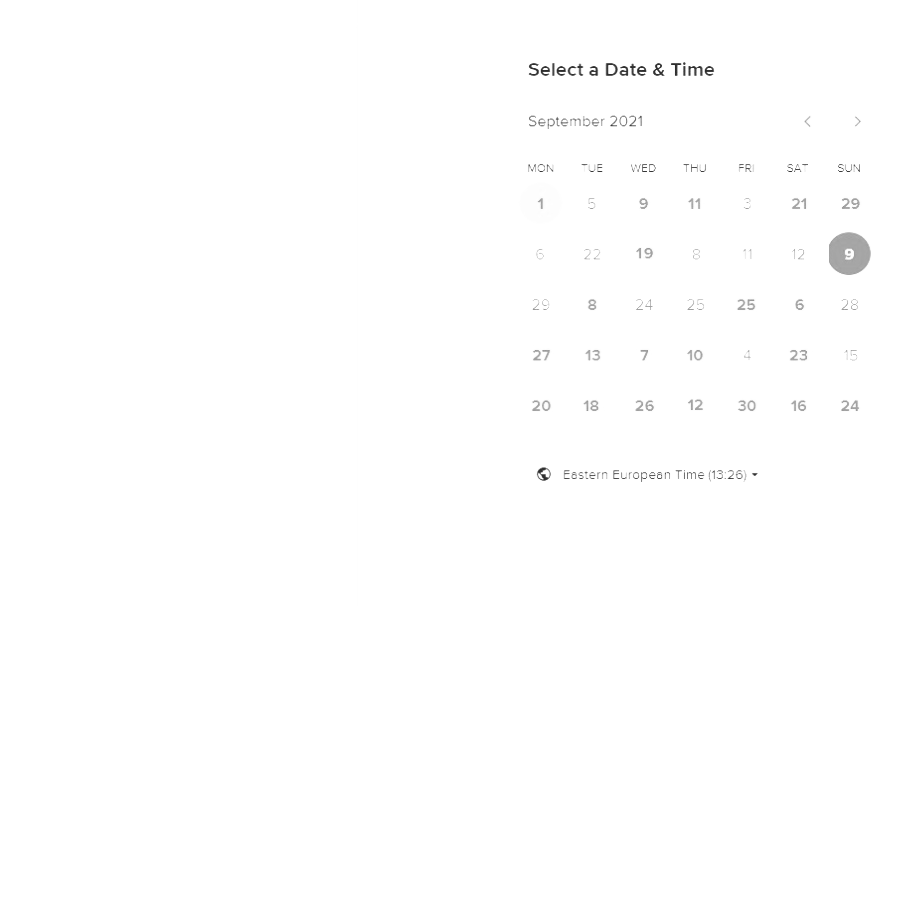 Select a Date & Time
September 2021
MON TUE WED THU FRI SAT SUN
1 5 9 11 3 21 29
6 22 19 8 11 12 9
29 8 24 25 25 6 28
27 13 7 10 4 23 15
20 18 26 12 30 16 24
Eastern European Time (13:26)